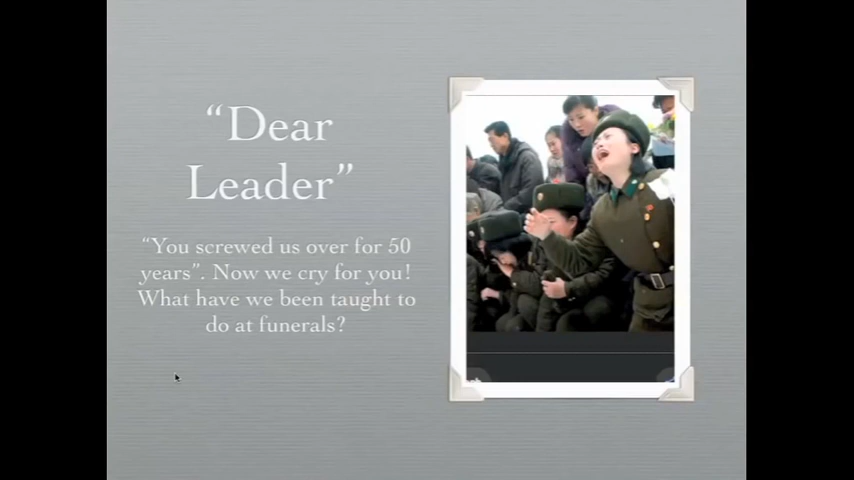 “Dear
Leader”
“You screwed us over for 50
years”. Now we cry for you!
What have we been taught to
do at funerals?